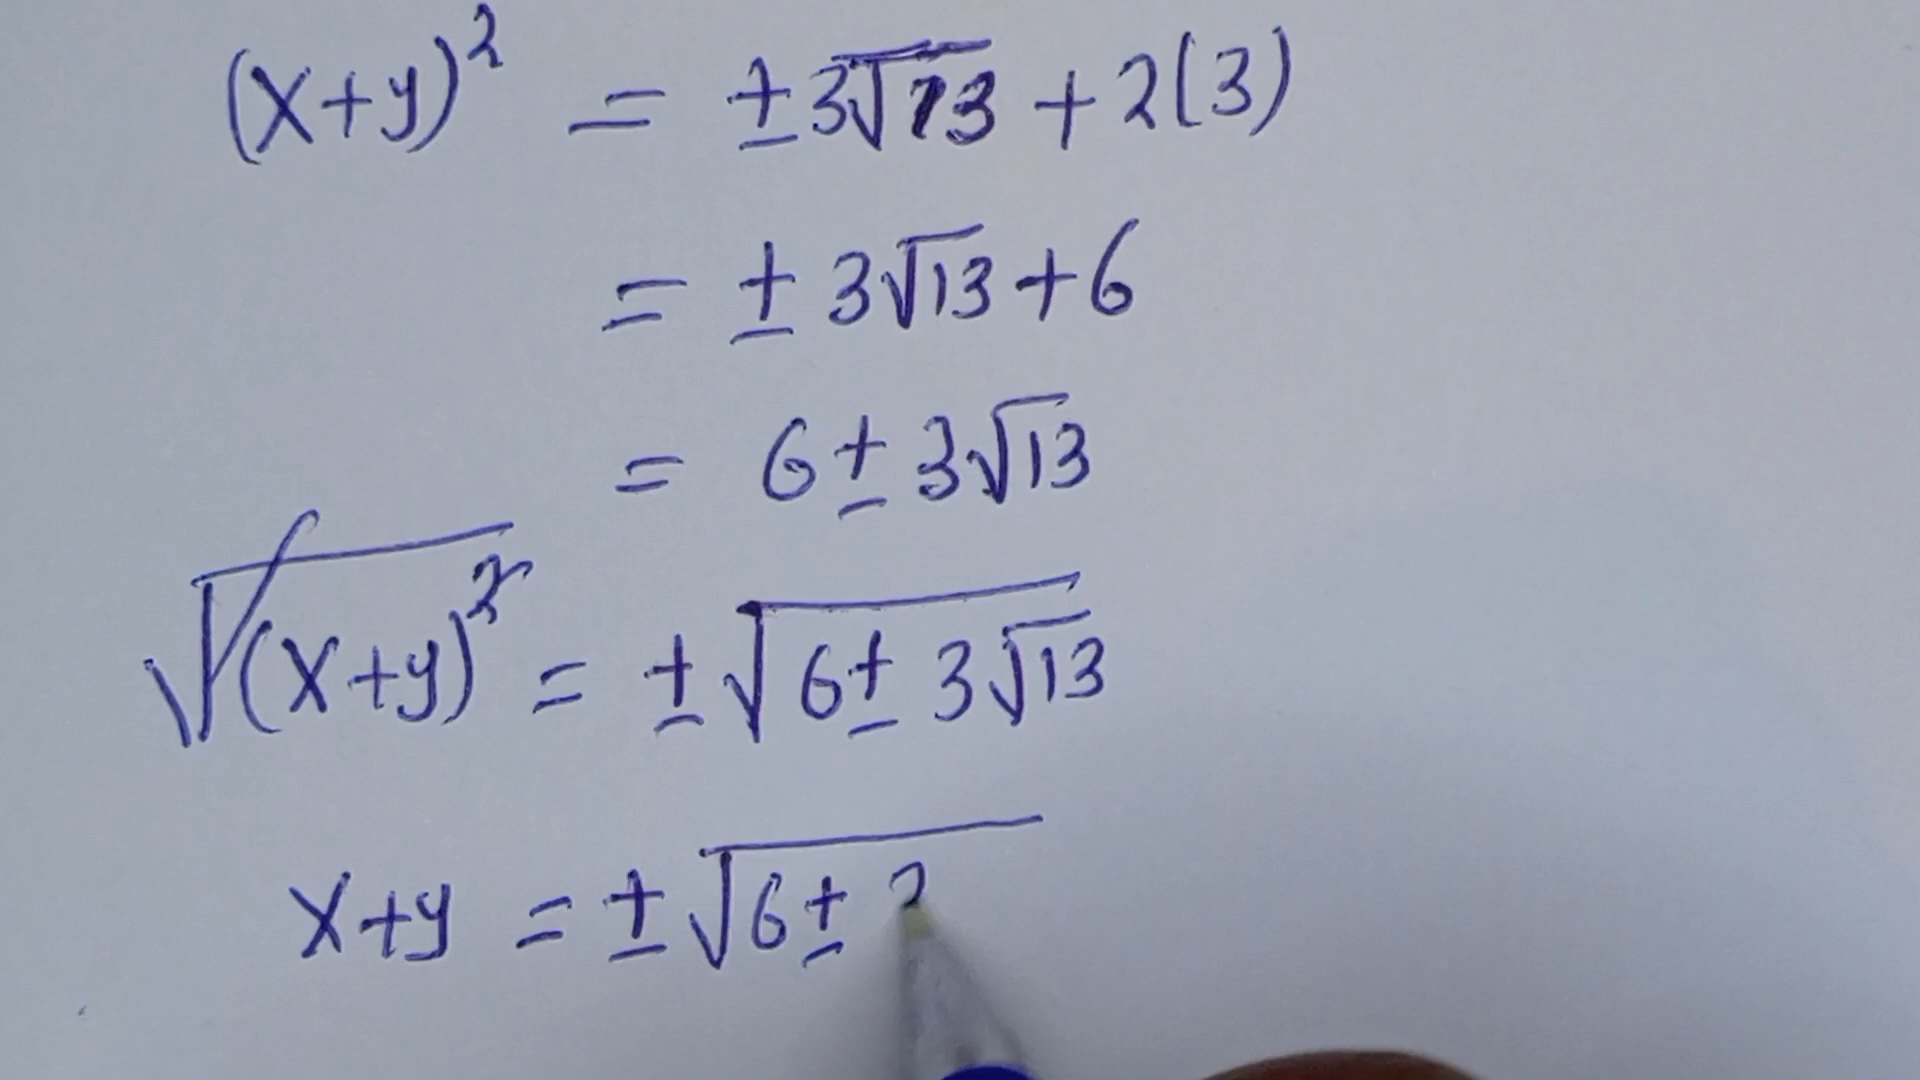 (x+y)² = ±3√13 + 2(3)
= ± 3√13 + 6
= 6 ± 3√13
√(x+y)² = ±√6 ± 3√13
x+y = ±√6 ±